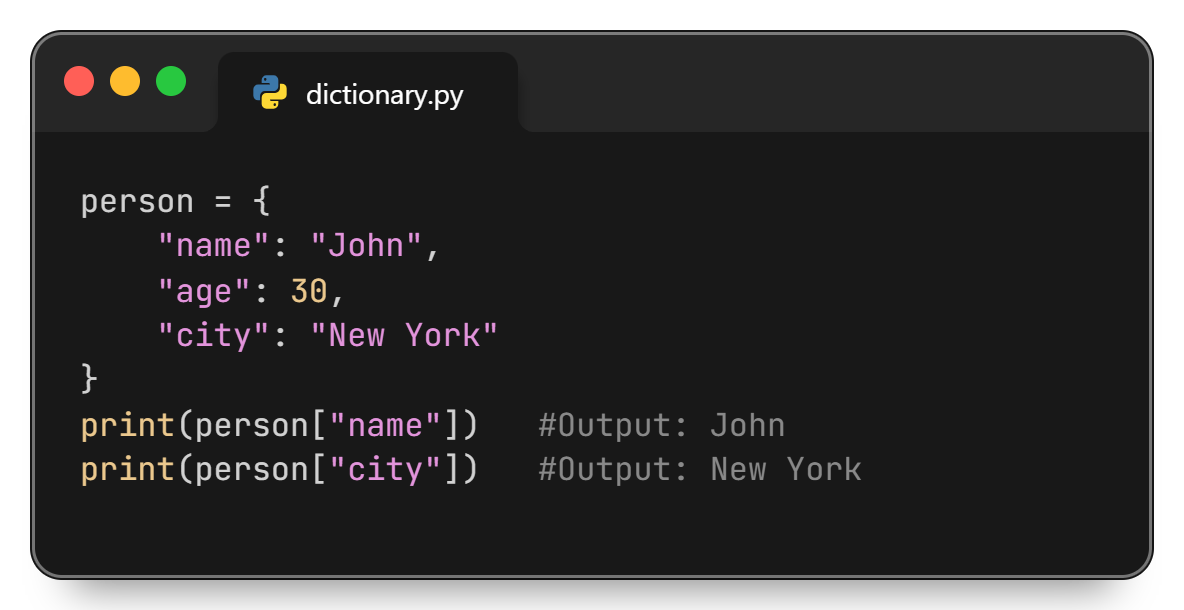 dictionary.py
person = {
    "name": "John",
    "age": 30,
    "city": "New York"
}
print(person["name"])   #Output: John
print(person["city"])   #Output: New York